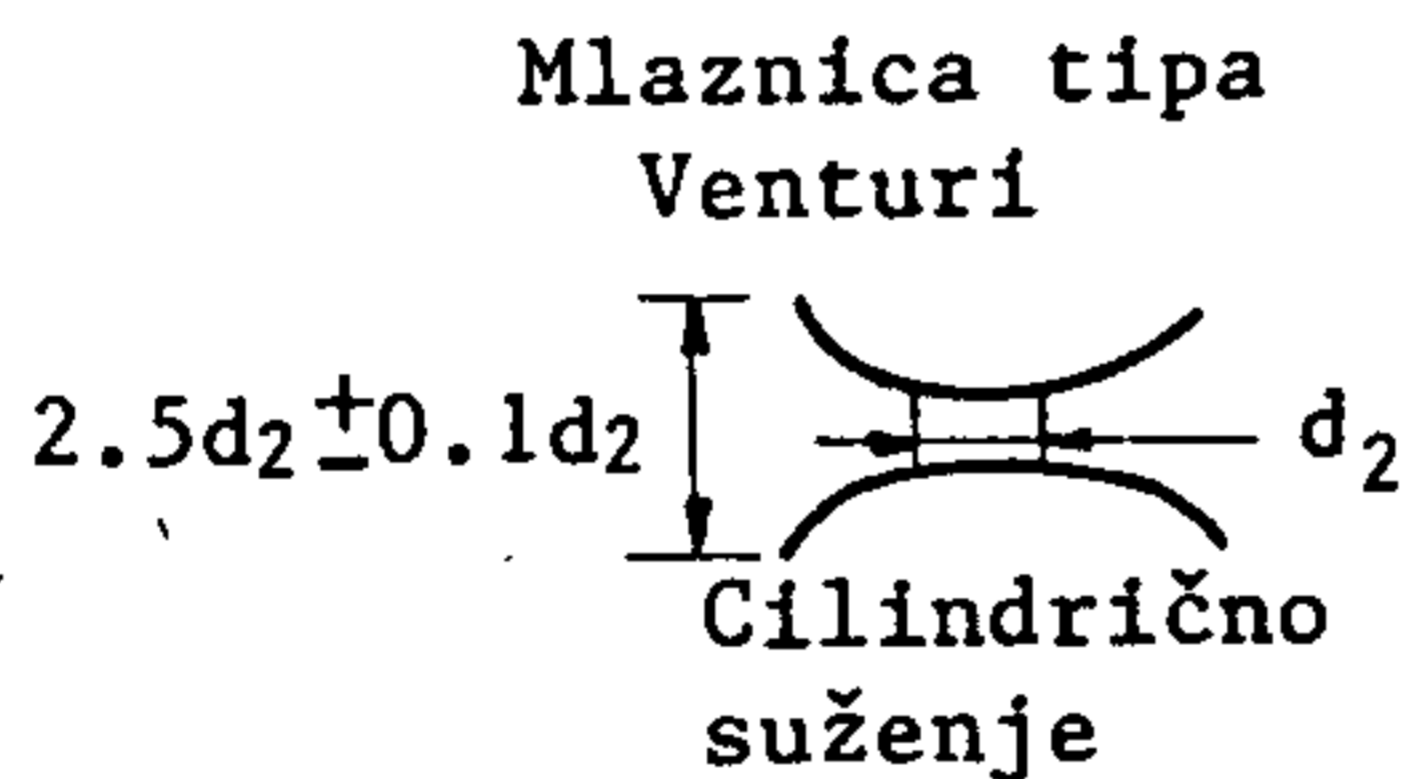 Mlaznica tipa
Venturi
2.5d₂±0.1d₂
d₂
Cilindrično
suženje